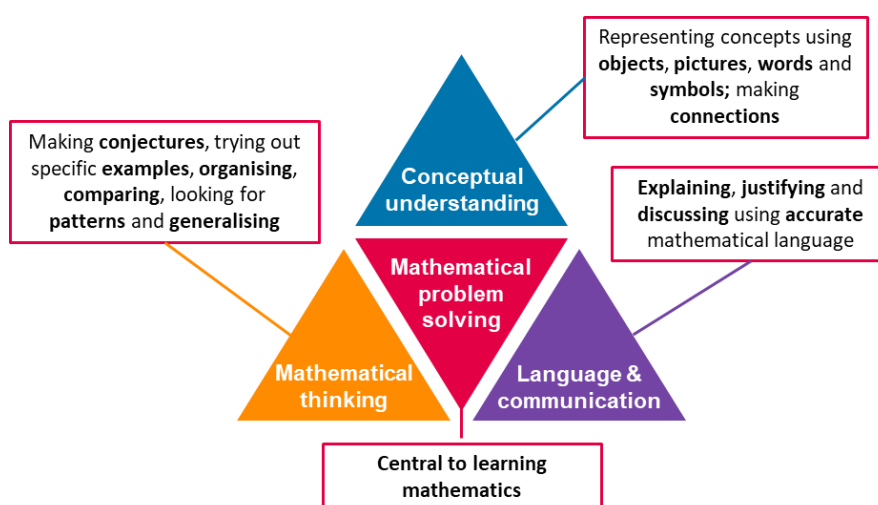 Representing concepts using
objects, pictures, words and
symbols; making
connections
Making conjectures, trying out
specific examples, organising,
comparing, looking for
patterns and generalising
Conceptual
understanding
Explaining, justifying and
discussing using accurate
mathematical language
Mathematical
problem
solving
Mathematical
thinking
Language &
communication
Central to learning
mathematics